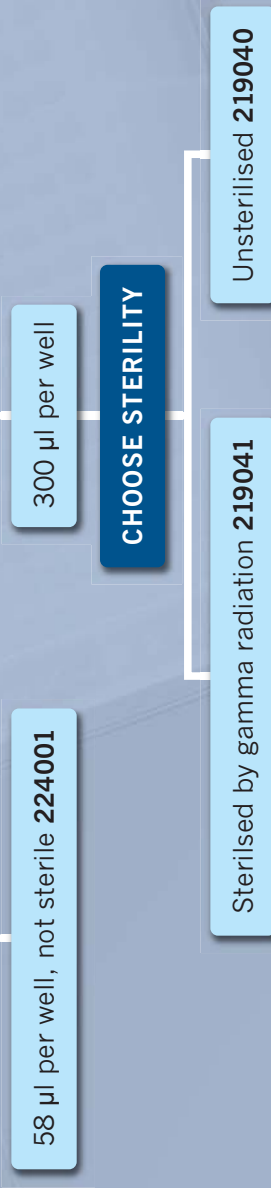 58 µl per well, not sterile 224001
300 µl per well
CHOOSE STERILITY
Sterilsed by gamma radiation 219041
Unsterilised 219040